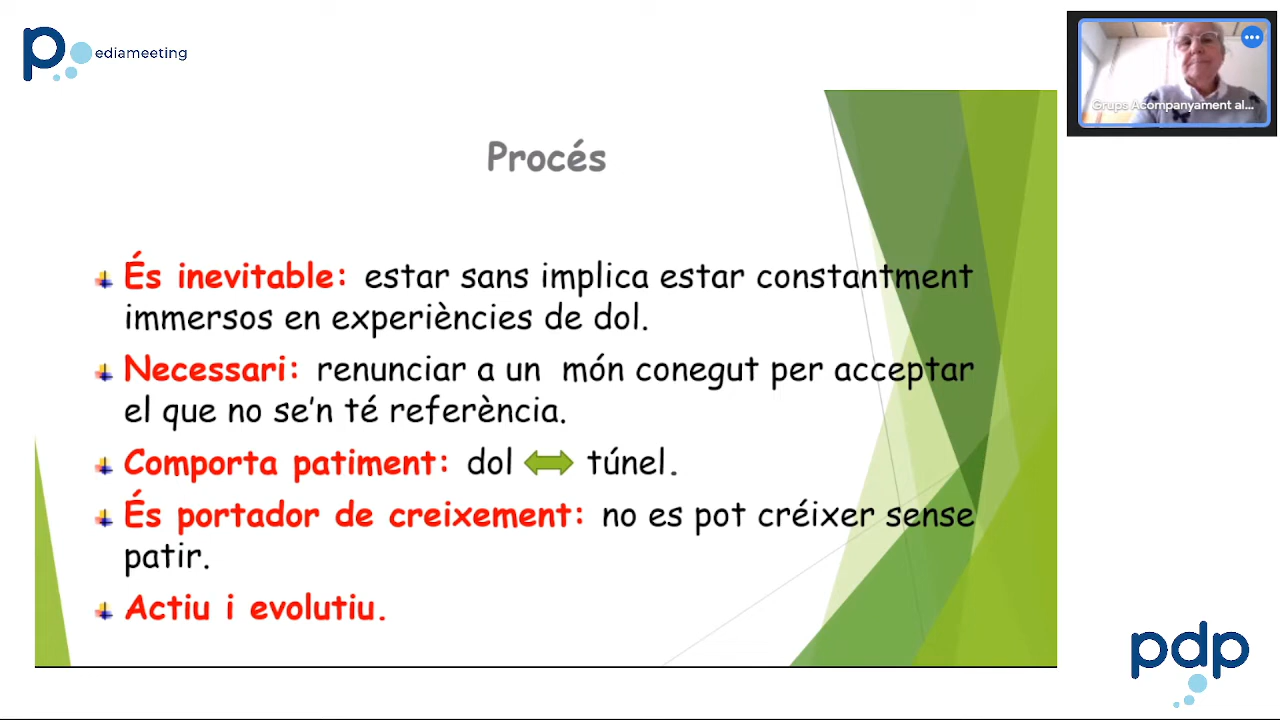 pediameeting
Grups Acompanyament al...
Procés
És inevitable: estar sans implica estar constantment
immersos en experiències de dol.
Necessari: renunciar a un món conegut per acceptar
el que no se'n té referència.
Comporta patiment: dol túnel.
És portador de creixement: no es pot créixer sense
patir.
Actiu i evolutiu.
pdp